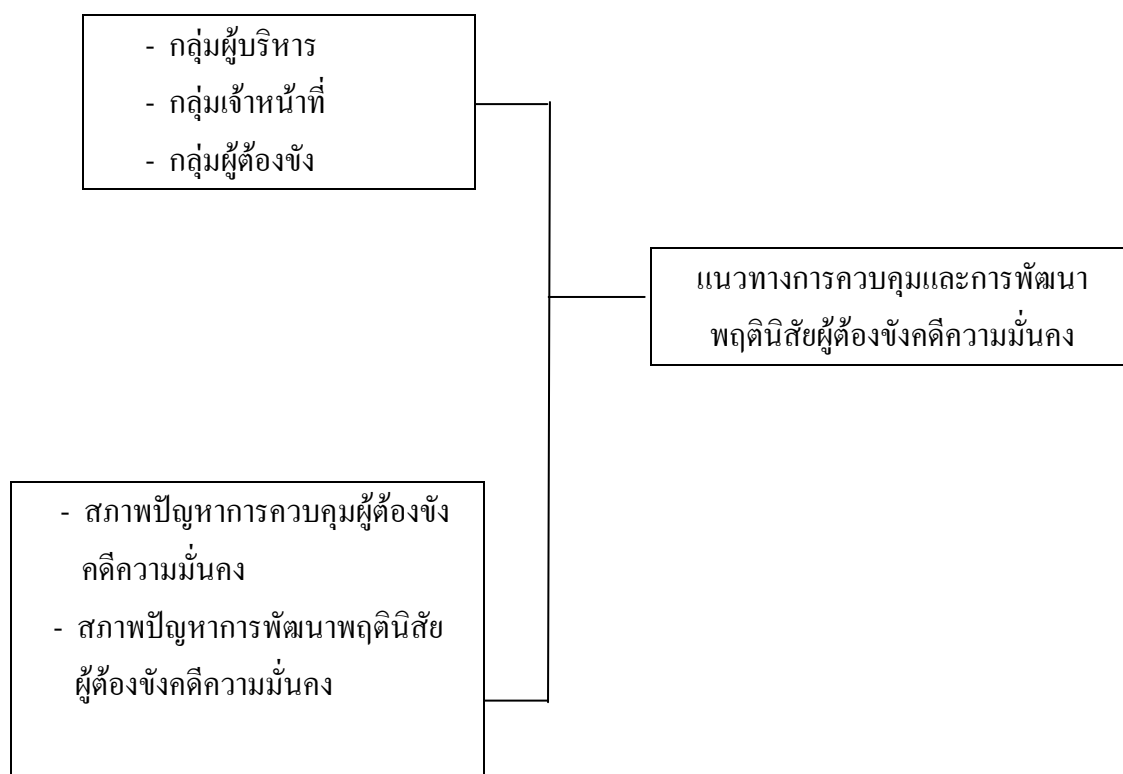 - กลุ่มผู้บริหาร
- กลุ่มเจ้าหน้าที่
- กลุ่มผู้ต้องขัง
แนวทางการควบคุมและการพัฒนา
พฤตินิสัยผู้ต้องขังคดีความมั่นคง
- สภาพปัญหาการควบคุมผู้ต้องขัง
คดีความมั่นคง
- สภาพปัญหาการพัฒนาพฤตินิสัย
ผู้ต้องขังคดีความมั่นคง